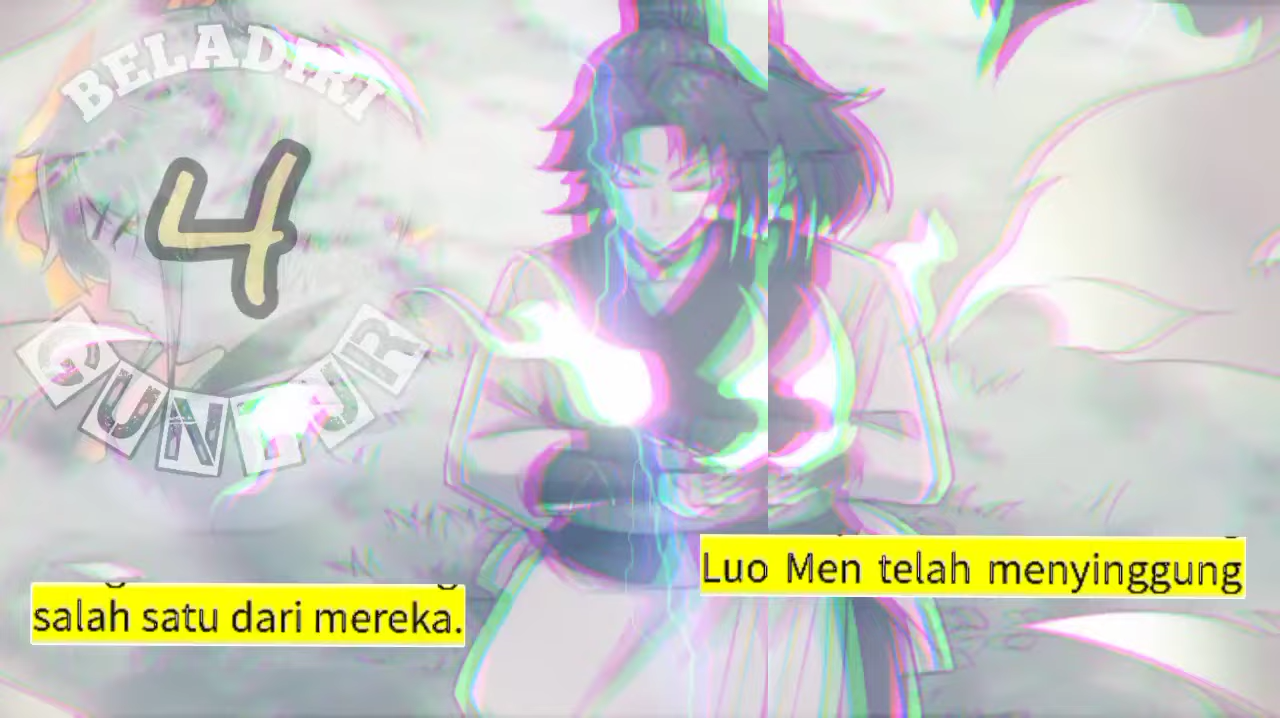 BELADIRI
4
GUNTUR
Luo Men telah menyinggung
salah satu dari mereka.